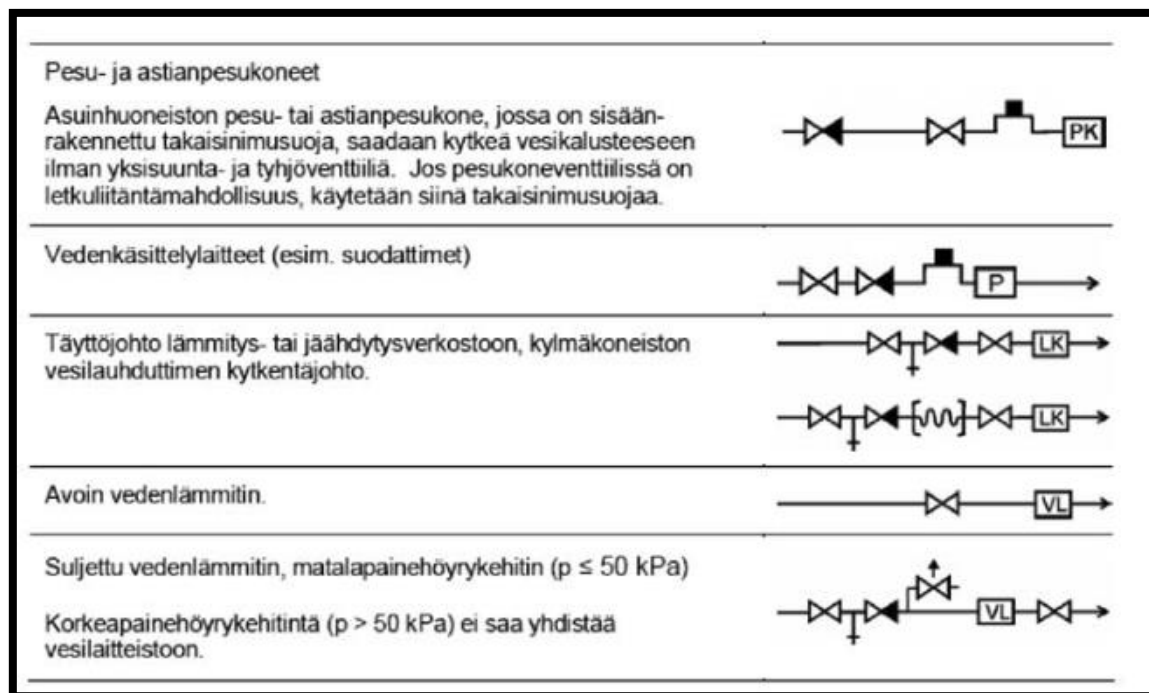 Pesu- ja astianpesukoneet
Asuinhuoneiston pesu- tai astianpesukone, jossa on sisään-
rakennettu takaisinimusuoja, saadaan kytkeä vesikalusteeseen
ilman yksisuunta- ja tyhjöventtiiliä. Jos pesukoneventtiilissä on
letkuliitäntämahdollisuus, käytetään siinä takaisinimusuojaa.
PK
Vedenkäsittelylaitteet (esim. suodattimet)
P
Täyttöjohto lämmitys- tai jäähdytysverkostoon, kylmäkoneiston
vesilauhduttimen kytkentäjohto.
LK
LK
Avoin vedenlämmitin.
VL
Suljettu vedenlämmitin, matalapainehöyrykehitin (p ≤ 50 kPa)
Korkeapainehöyrykehitintä (p > 50 kPa) ei saa yhdistää
vesilaitteistoon.
VL